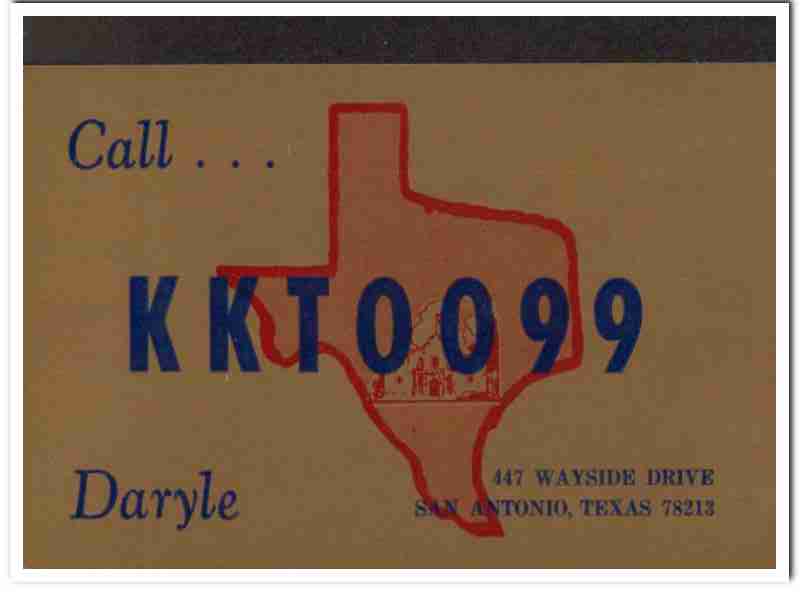 Call . . .
KKT0099
Daryle
447 WAYSIDE DRIVE
SAN ANTONIO, TEXAS 78213